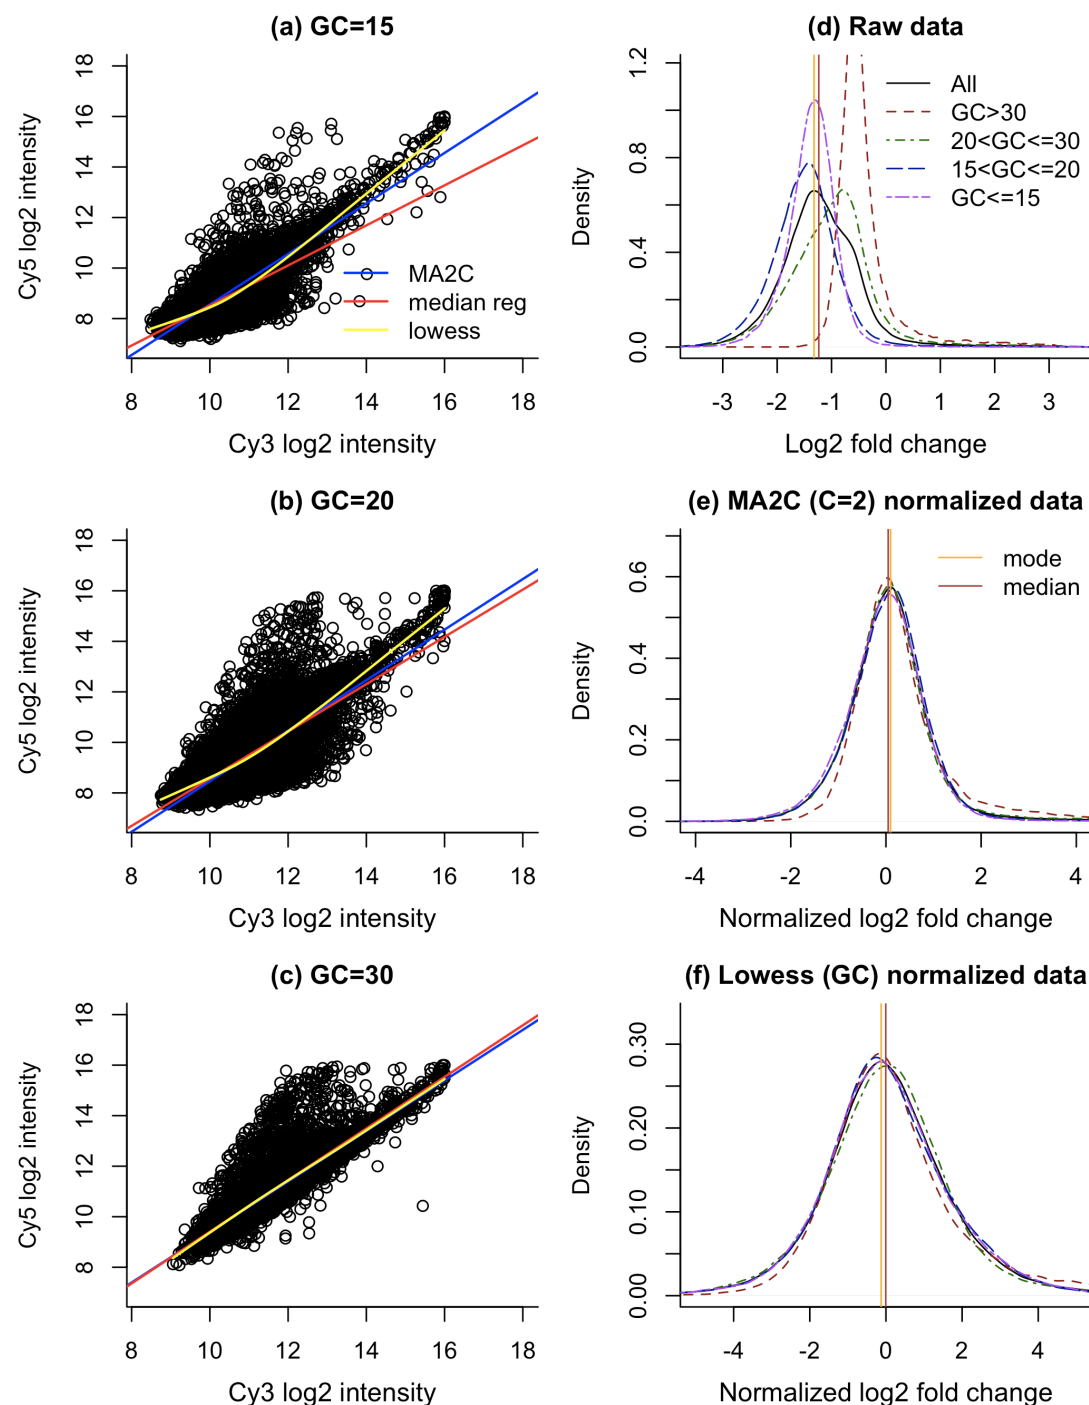 (a) GC=15
Cy5 log2 intensity
18
16
14
12
10
8
MA2C
median reg
lowess
8 10 12 14 16 18
Cy3 log2 intensity
(d) Raw data
Density
1.2
0.8
0.4
0.0
All
GC>30
20<GC<=30
15<GC<=20
GC<=15
-3 -2 -1 0 1 2 3
Log2 fold change
(b) GC=20
Cy5 log2 intensity
18
16
14
12
10
8
8 10 12 14 16 18
Cy3 log2 intensity
(e) MA2C (C=2) normalized data
Density
0.6
0.4
0.2
0.0
mode
median
-4 -2 0 2 4
Normalized log2 fold change
(c) GC=30
Cy5 log2 intensity
18
16
14
12
10
8
8 10 12 14 16 18
Cy3 log2 intensity
(f) Lowess (GC) normalized data
Density
0.30
0.20
0.10
0.00
-4 -2 0 2 4
Normalized log2 fold change